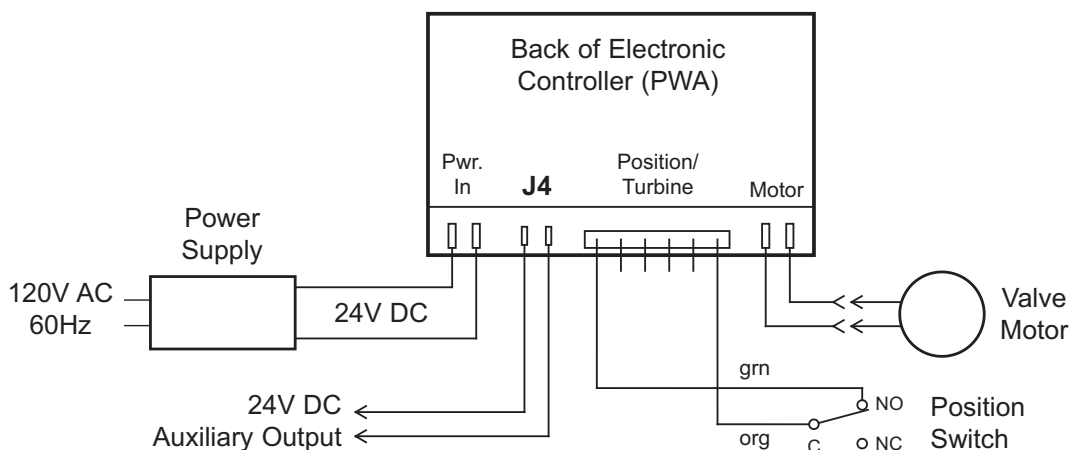 Back of Electronic
Controller (PWA)
Pwr.
In
J4
Position/
Turbine
Motor
Power
Supply
120V AC
60Hz
24V DC
Valve
Motor
grn
NO
org
C
NC
Position
Switch
24V DC
Auxiliary Output